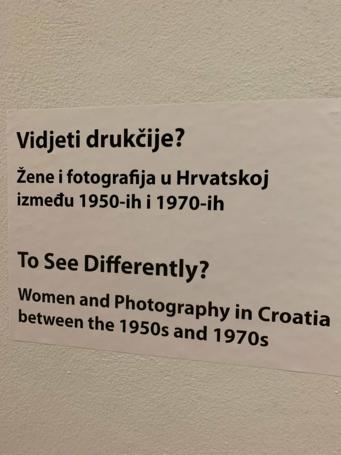 Vidjeti drukčije?
Žene i fotografija u Hrvatskoj
između 1950-ih i 1970-ih
To See Differently?
Women and Photography in Croatia
between the 1950s and 1970s